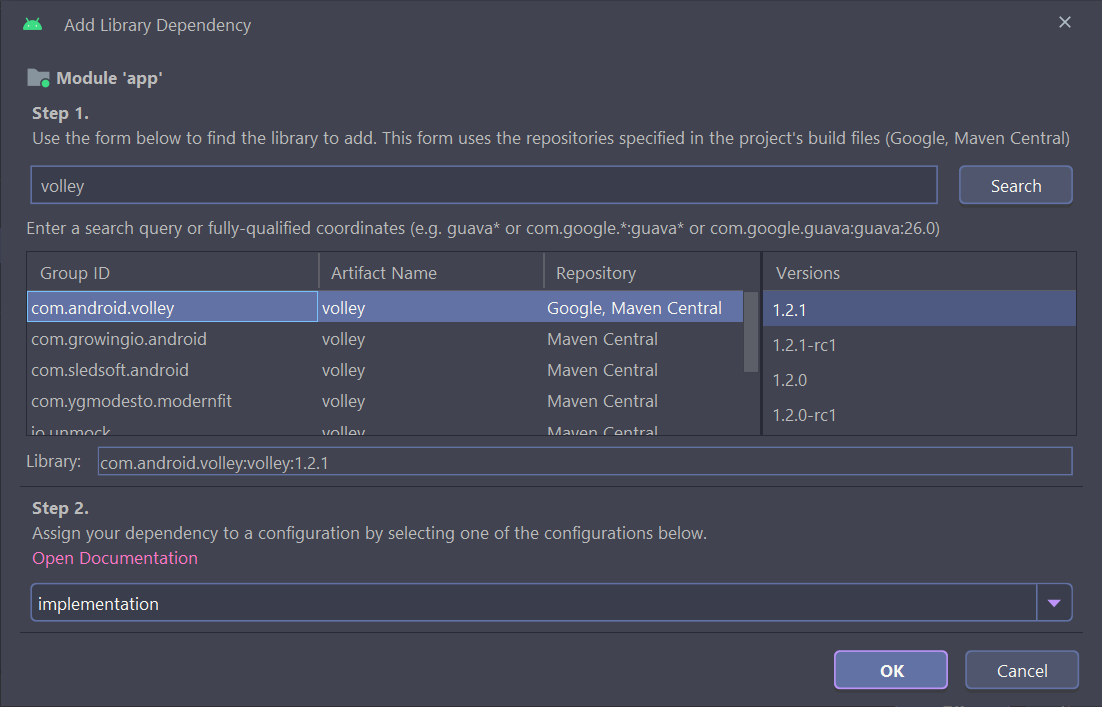 Add Library Dependency
Module 'app'
Step 1.
Use the form below to find the library to add. This form uses the repositories specified in the project's build files (Google, Maven Central)
volley Search
Enter a search query or fully-qualified coordinates (e.g. guava* or com.google.*:guava* or com.google.guava:guava:26.0)
Group ID Artifact Name Repository Versions
com.android.volley volley Google, Maven Central 1.2.1
com.growingio.android volley Maven Central 1.2.1-rc1
com.sledsoft.android volley Maven Central 1.2.0
com.ygmodesto.modernfit volley Maven Central 1.2.0-rc1
io.unmock volley Maven Central
Library: com.android.volley:volley:1.2.1
Step 2.
Assign your dependency to a configuration by selecting one of the configurations below.
Open Documentation
implementation
OK Cancel